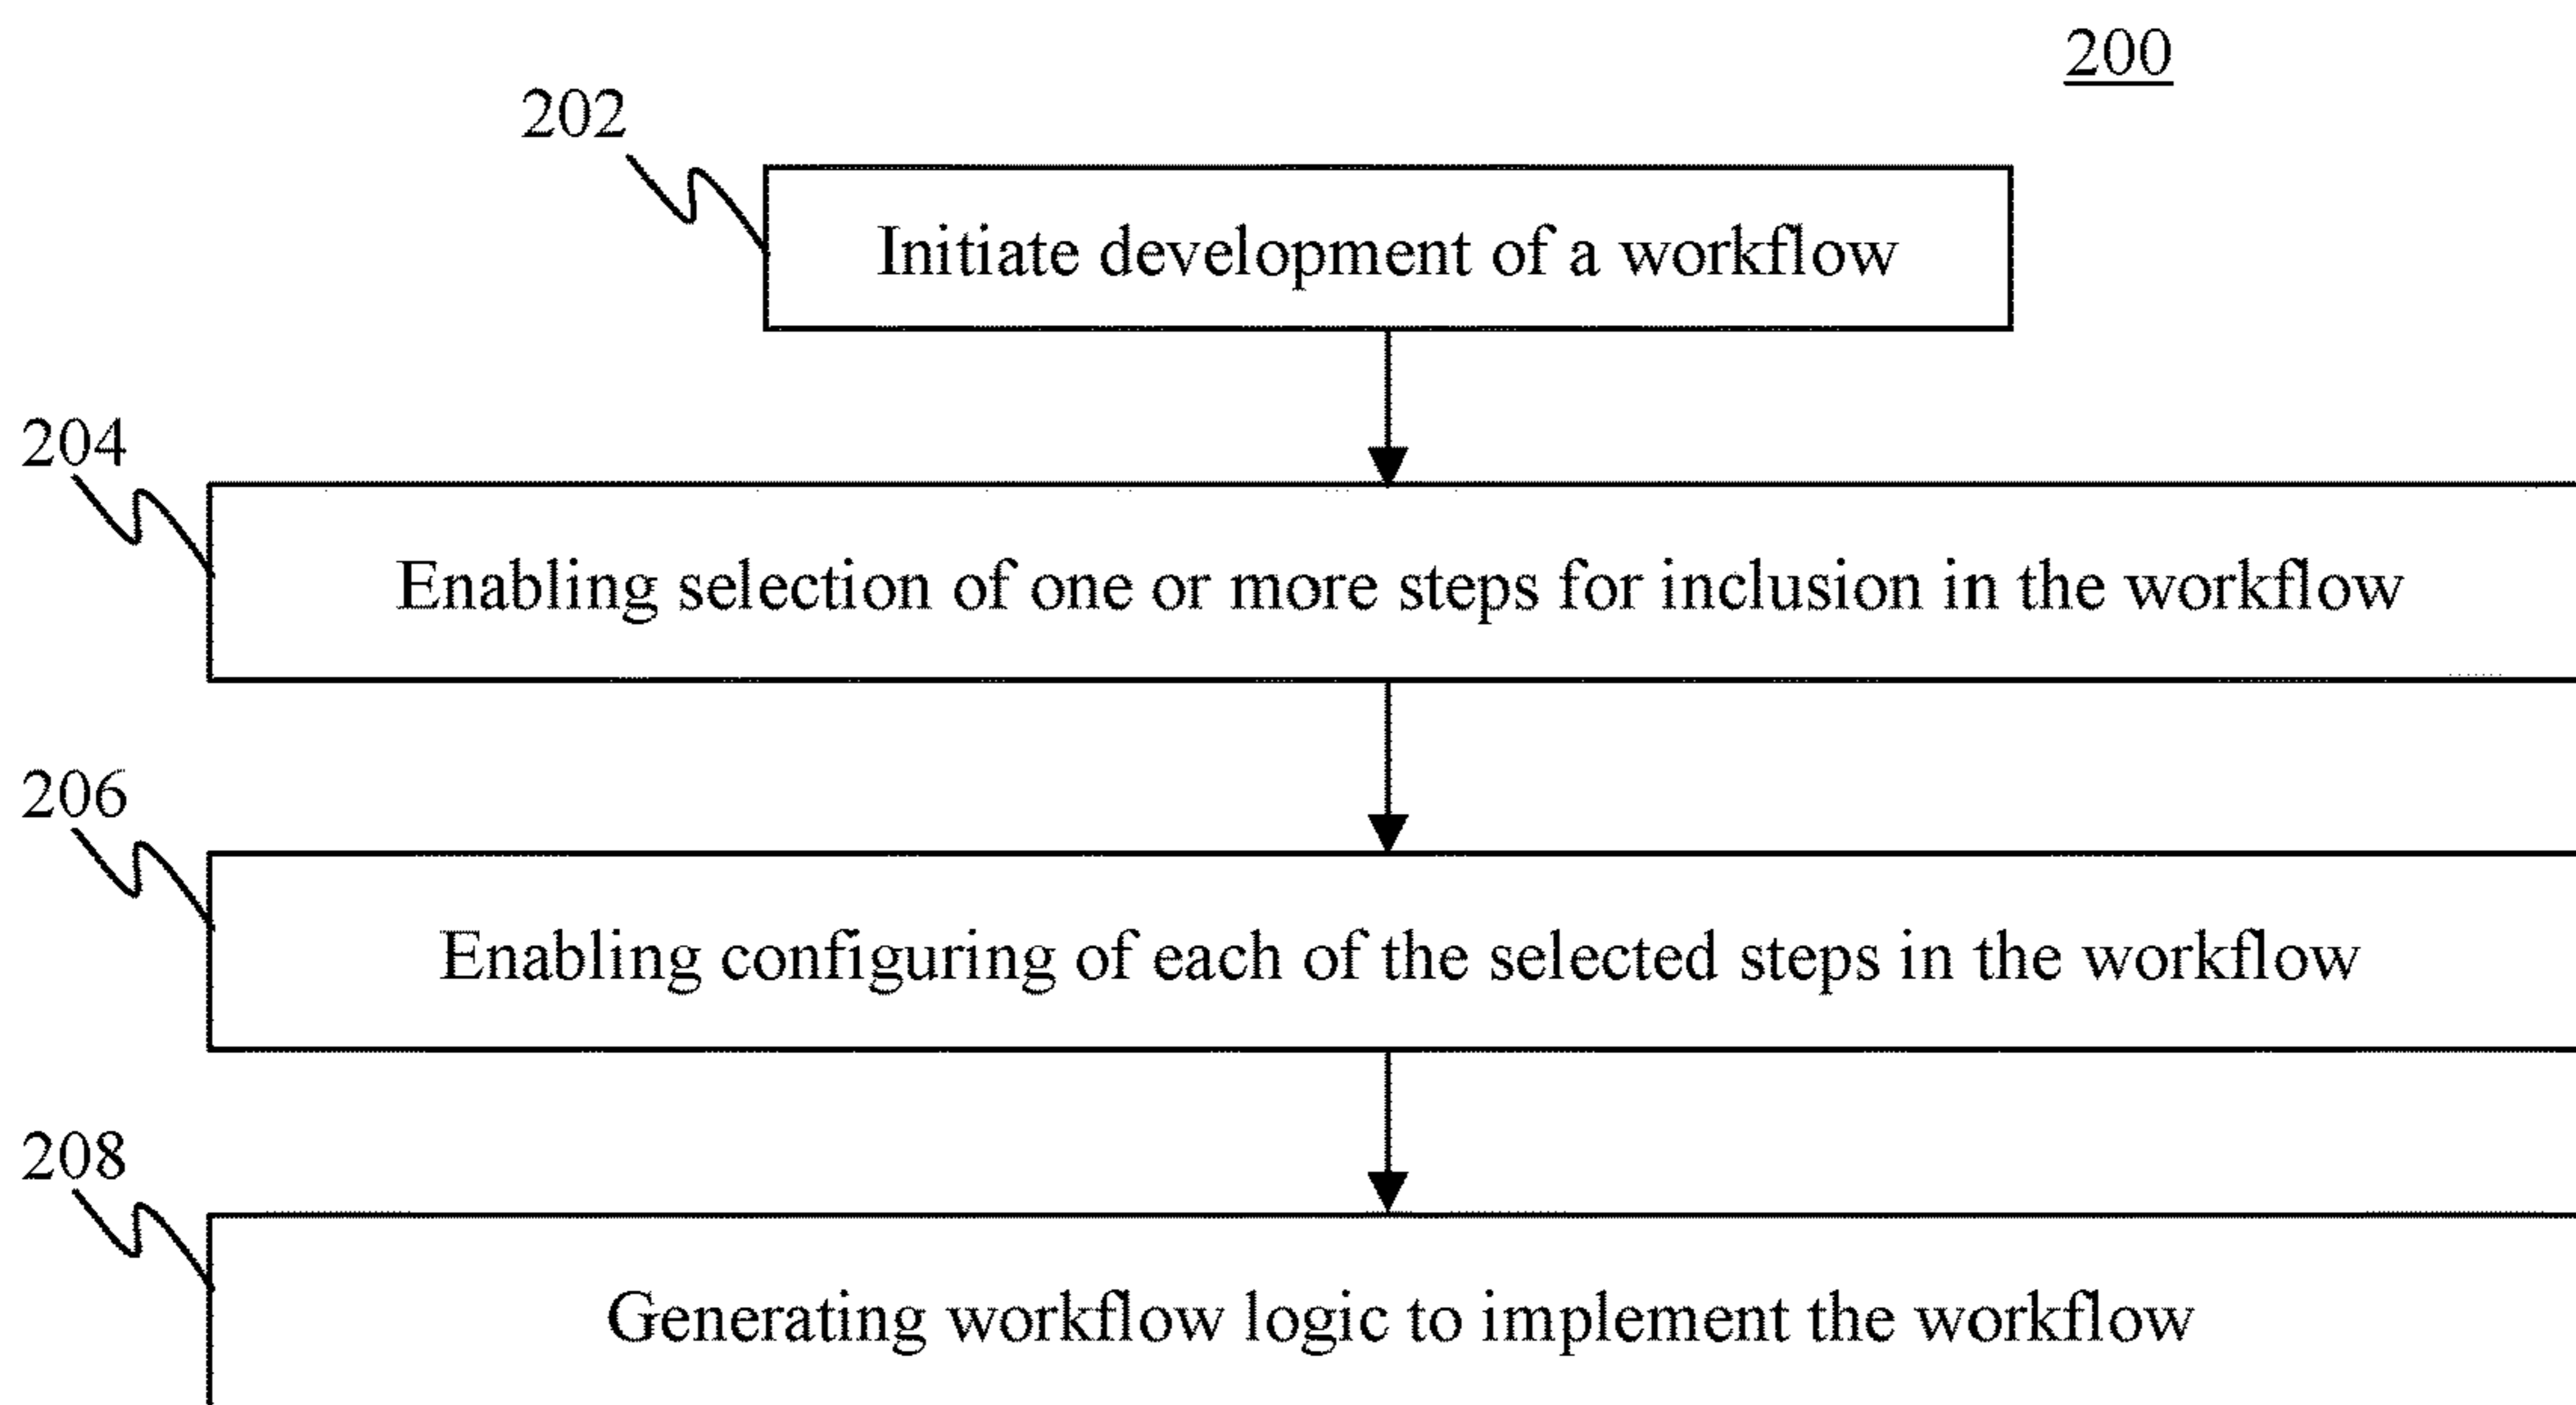 200
202
Initiate development of a workflow
204
Enabling selection of one or more steps for inclusion in the workflow
206
Enabling configuring of each of the selected steps in the workflow
208
Generating workflow logic to implement the workflow